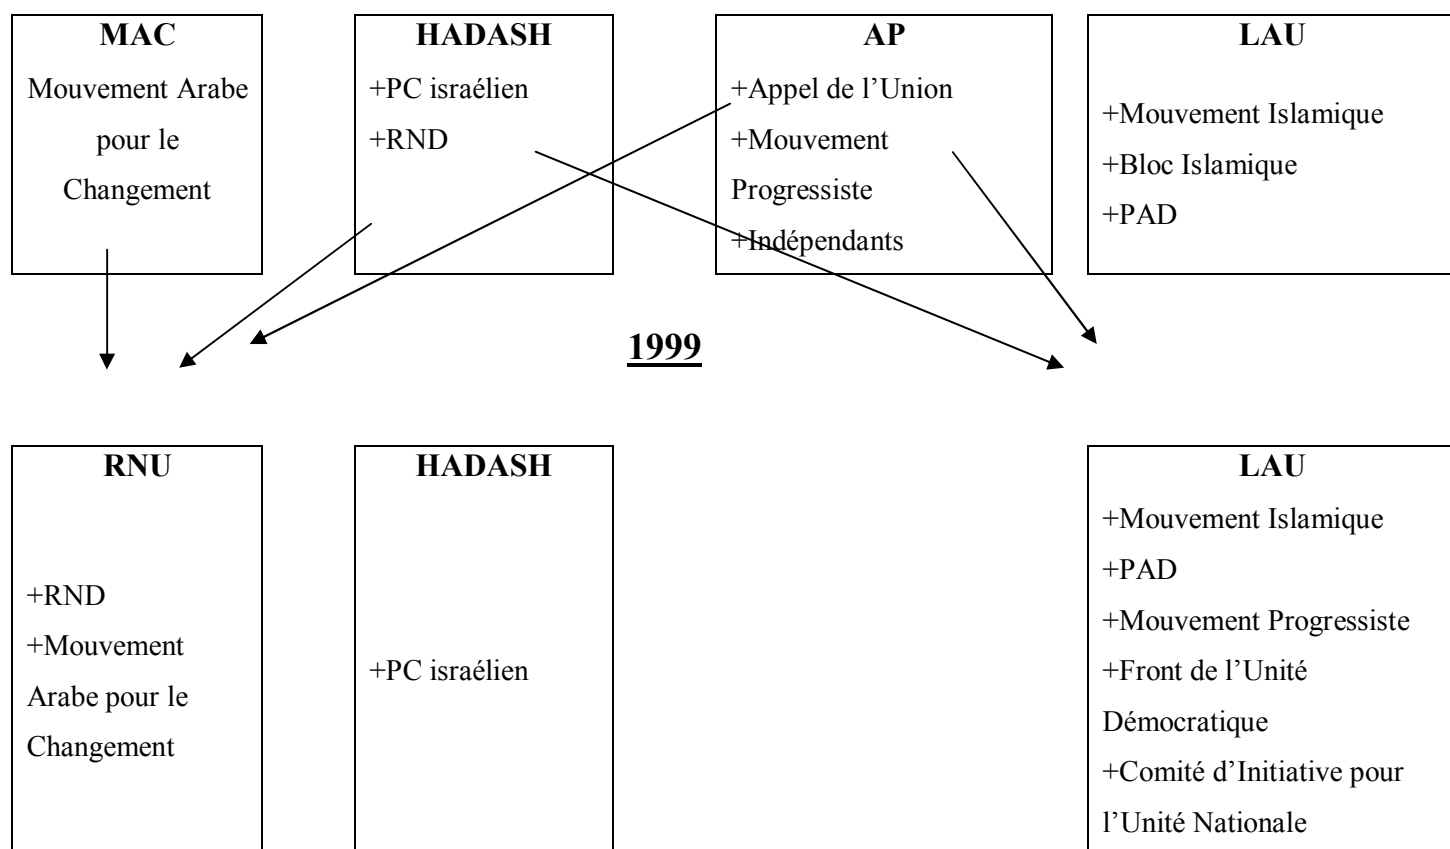 MAC
Mouvement Arabe
pour le
Changement
HADASH
+PC israélien
+RND
AP
+Appel de l’Union
+Mouvement
Progressiste
+Indépendants
LAU
+Mouvement Islamique
+Bloc Islamique
+PAD
1999
RNU
+RND
+Mouvement
Arabe pour le
Changement
HADASH
+PC israélien
LAU
+Mouvement Islamique
+PAD
+Mouvement Progressiste
+Front de l’Unité
Démocratique
+Comité d’Initiative pour
l’Unité Nationale